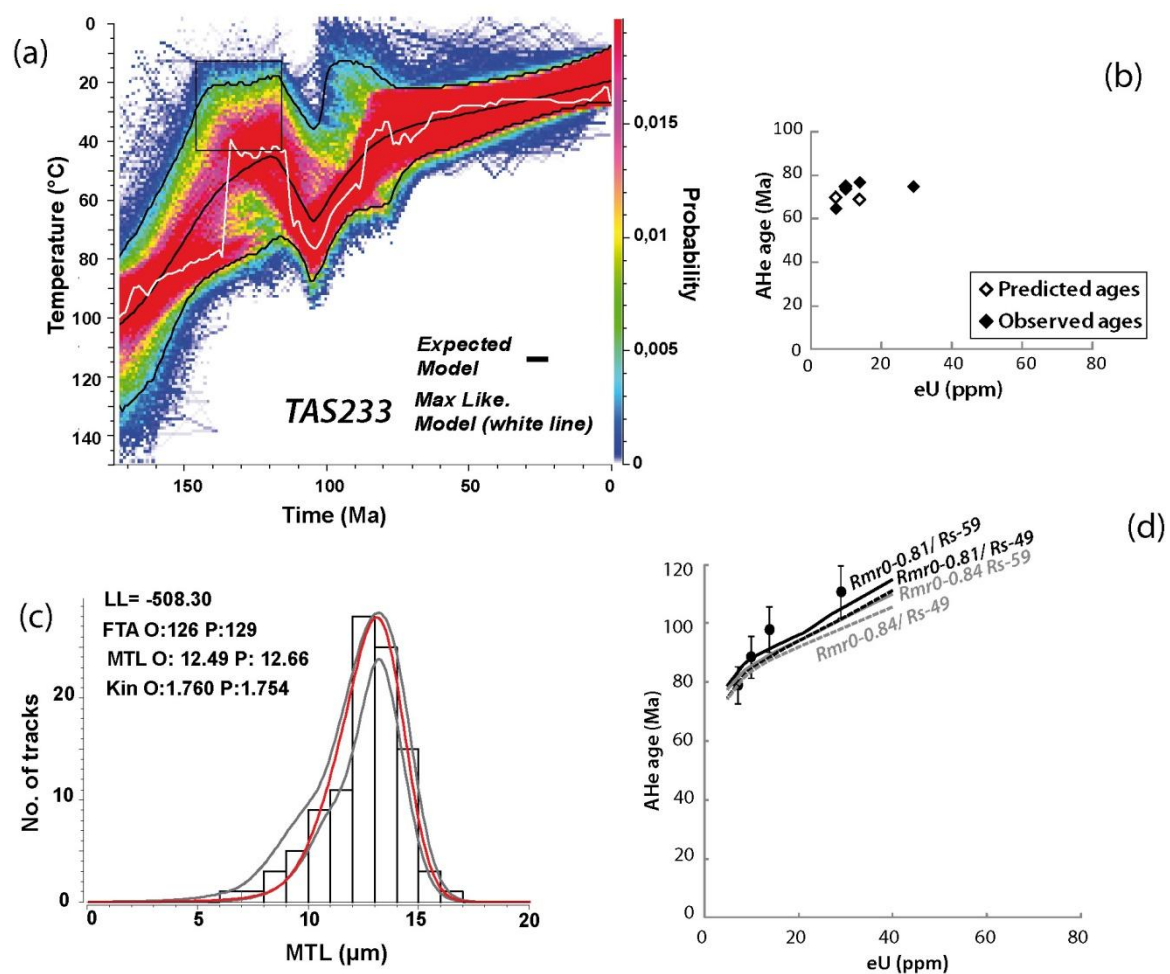 (a)
0
20
40
60
80
100
120
140
Temperature (°C)
150
100
50
0
Time (Ma)
TAS233
Expected
Model
Max Like.
Model (white line)
0,015
0,01
0,005
0
Probability
(b)
100
80
60
40
20
0
AHe age (Ma)
0
20
40
60
80
eU (ppm)
Predicted ages
Observed ages
(c)
LL= -508.30
FTA O:126 P:129
MTL O: 12.49 P: 12.66
Kin O:1.760 P:1.754
20
10
0
No. of tracks
0
5
10
15
20
MTL (µm)
(d)
120
100
80
60
40
20
0
AHe age (Ma)
0
20
40
60
80
eU (ppm)
Rmr0-0.81/ Rs-59
Rmr0-0.81/ Rs-49
Rmr0-0.84 Rs-59
Rmr0-0.84/ Rs-49